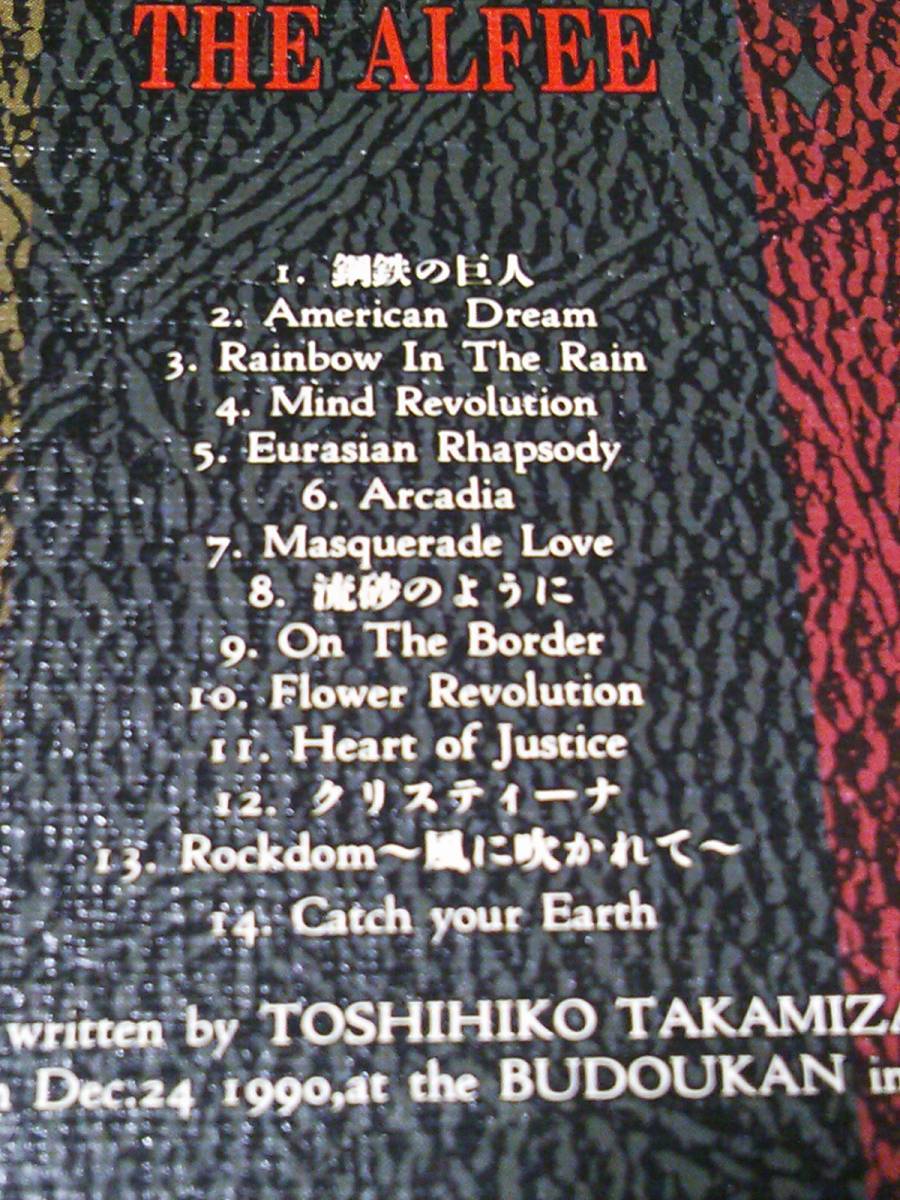 THE ALFEE
1. 鋼鉄の巨人
2. American Dream
3. Rainbow In The Rain
4. Mind Revolution
5. Eurasian Rhapsody
6. Arcadia
7. Masquerade Love
8. 流砂のように
9. On The Border
10. Flower Revolution
11. Heart of Justice
12. クリスティーナ
13. Rockdom〜風に吹かれて〜
14. Catch your Earth
written by TOSHIHIKO
Dec.24 1990,at the BUDOUKAN